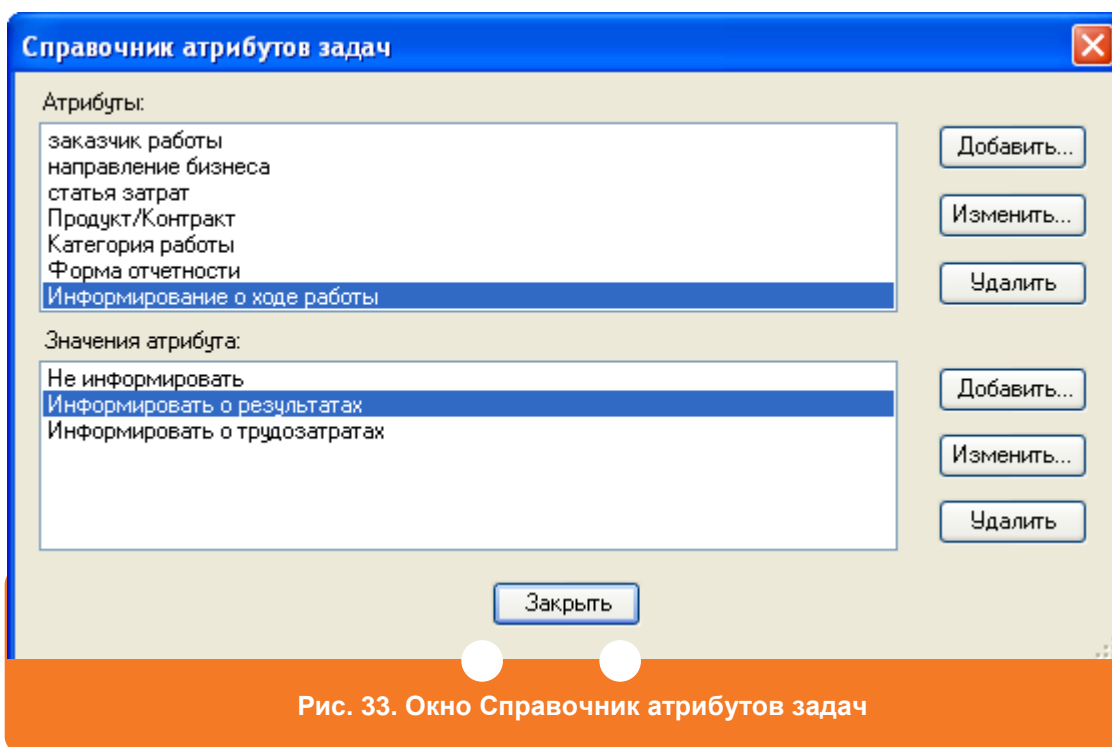 Справочник атрибутов задач
Атрибуты:
заказчик работы
направление бизнеса
статья затрат
Продукт/Контракт
Категория работы
Форма отчетности
Информирование о ходе работы
Добавить...
Изменить...
Удалить
Значения атрибута:
Не информировать
Информировать о результатах
Информировать о трудозатратах
Добавить...
Изменить...
Удалить
Закрыть
Рис. 33. Окно Справочник атрибутов задач